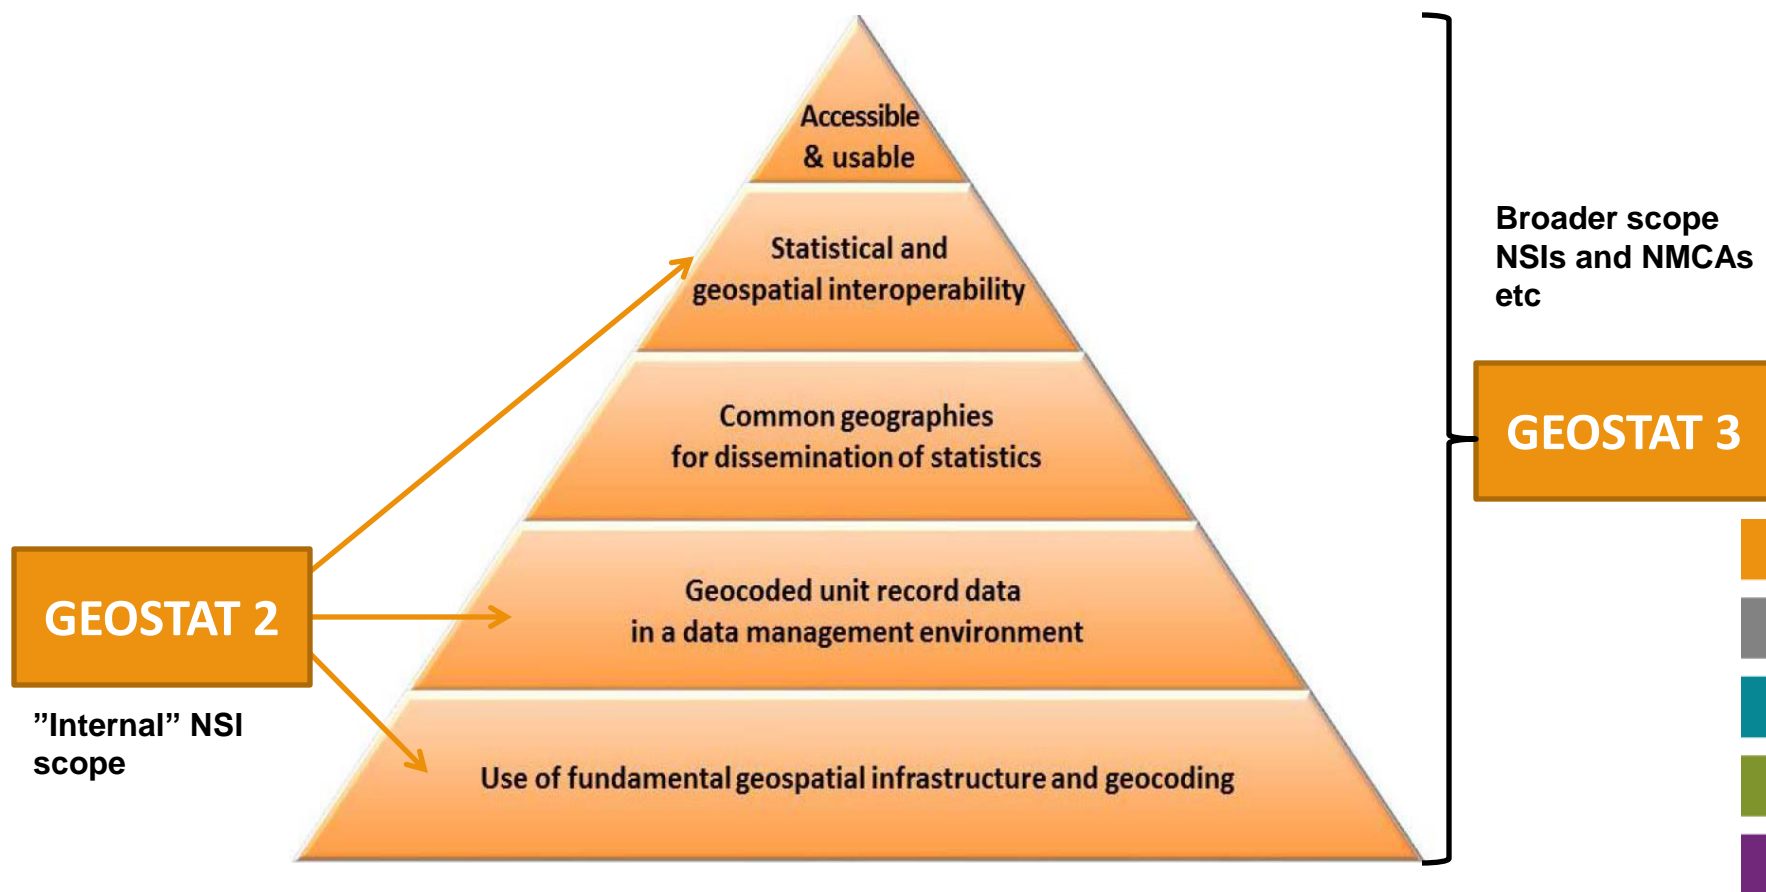 Accessible
& usable
Statistical and
geospatial interoperability
Common geographies
for dissemination of statistics
Geocoded unit record data
in a data management environment
Use of fundamental geospatial infrastructure and geocoding
GEOSTAT 2
”Internal” NSI
scope
Broader scope
NSIs and NMCAs
etc
GEOSTAT 3